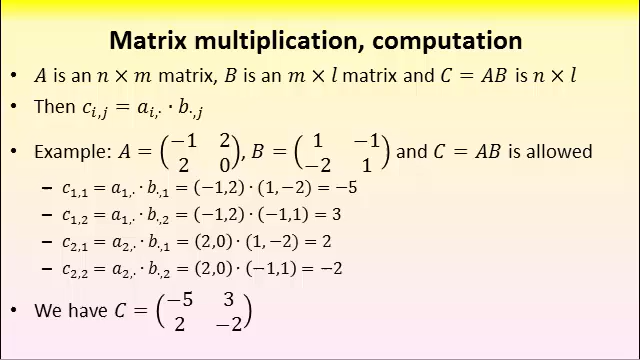 Matrix multiplication, computation
• A is an n × m matrix, B is an m × l matrix and C = AB is n × l
• Then c_{i,j} = a_{i,·} · b_{·,j}
• Example: A = (−1 2; 2 0), B = (1 −1; −2 1) and C = AB is allowed
– c_{1,1} = a_{1,·} · b_{·,1} = (−1,2) · (1,−2) = −5
– c_{1,2} = a_{1,·} · b_{·,2} = (−1,2) · (−1,1) = 3
– c_{2,1} = a_{2,·} · b_{·,1} = (2,0) · (1,−2) = 2
– c_{2,2} = a_{2,·} · b_{·,2} = (2,0) · (−1,1) = −2
• We have C = (−5 3; 2 −2)